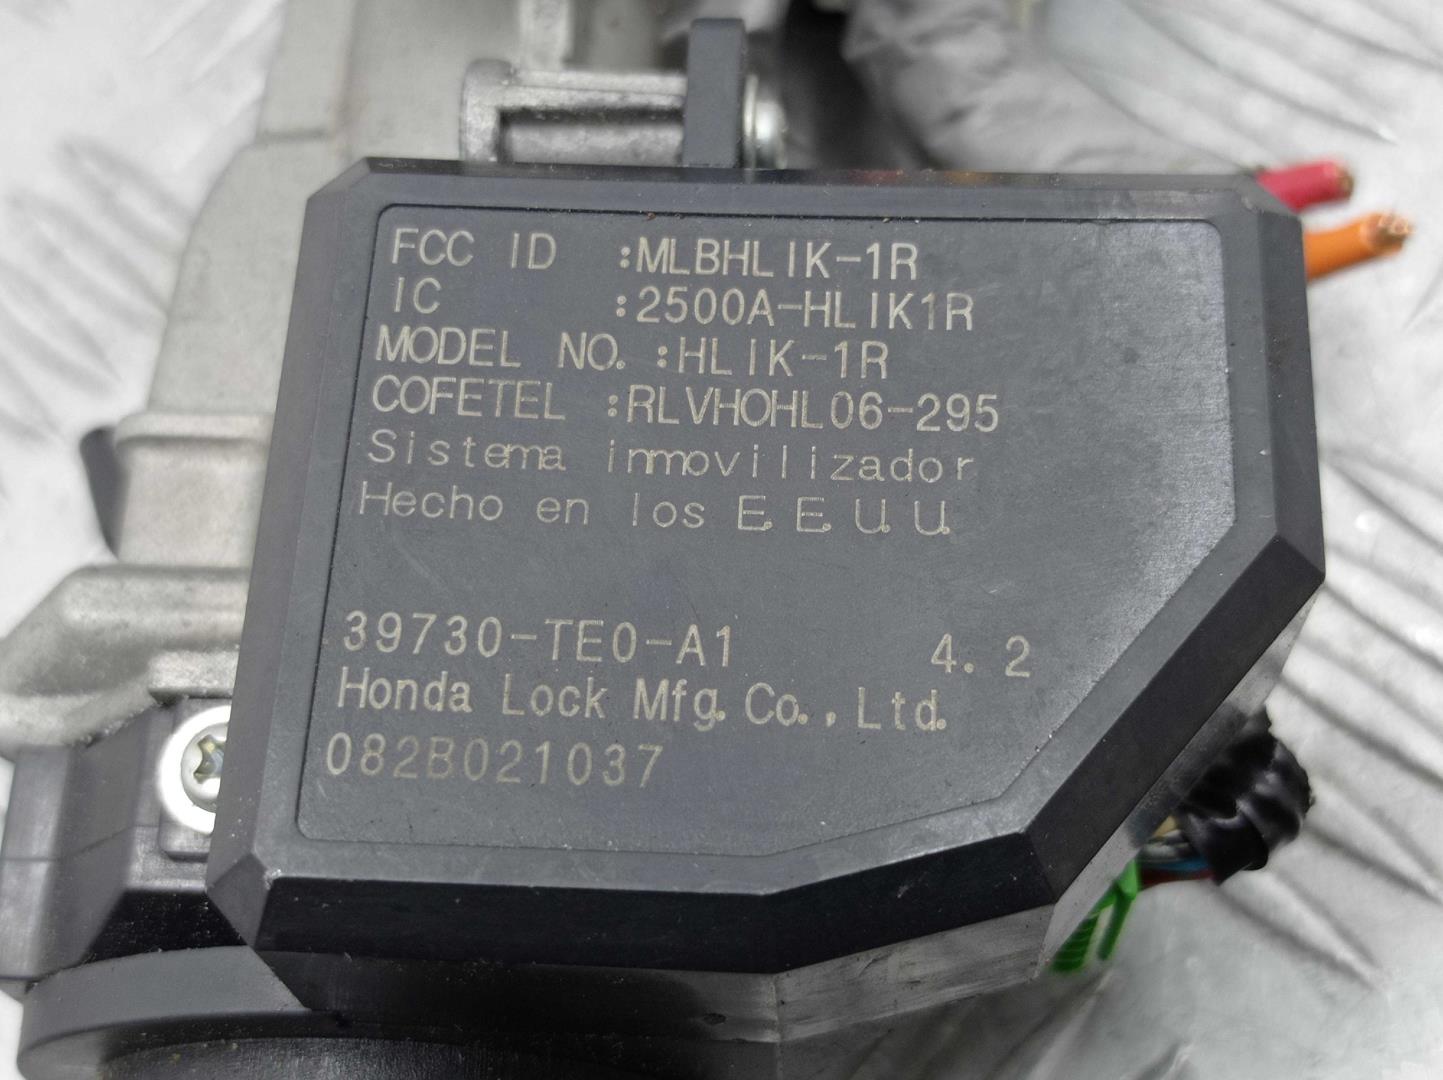 FCC ID :MLBHLIK-1R
IC :2500A-HLIK1R
MODEL NO. :HLIK-1R
COFETEL :RLVHOHL06-295
Sistema inmovilizador
Hecho en los E.E.U.U.
39730-TE0-A1 4.2
Honda Lock Mfg. Co., Ltd.
082B021037